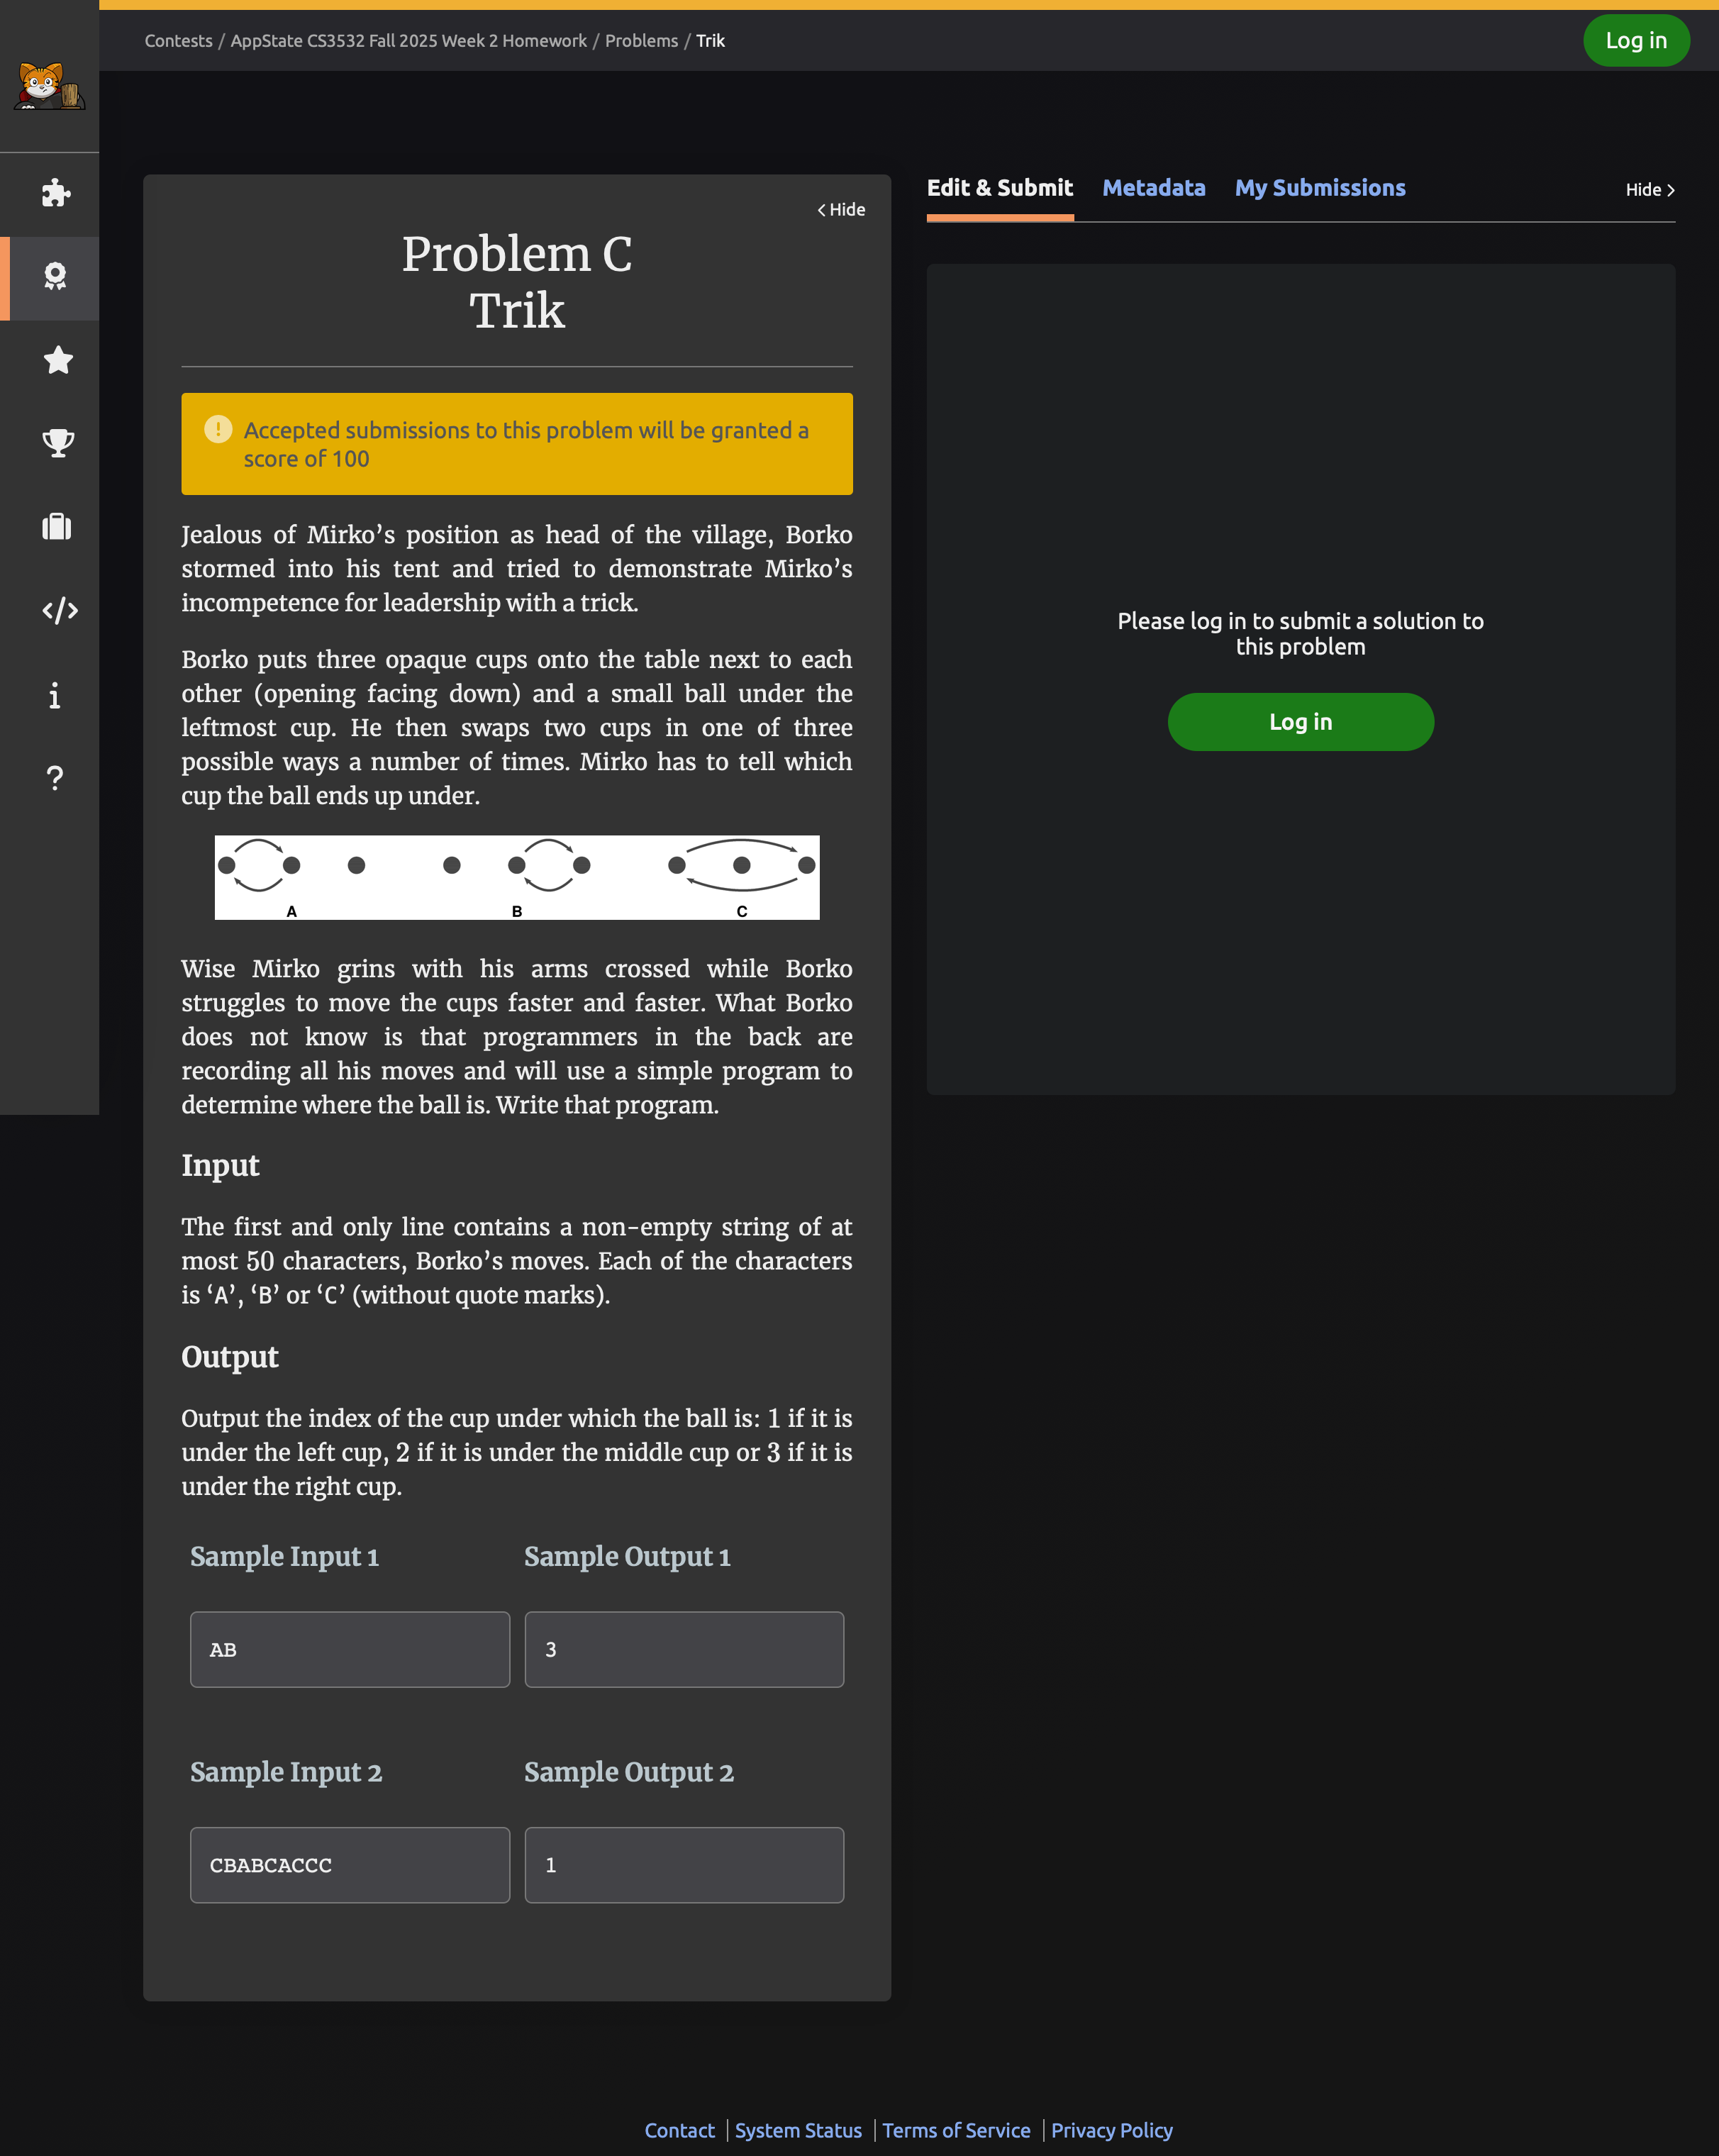 Contests / AppState CS3532 Fall 2025 Week 2 Homework / Problems / Trik
Log in
Hide
Problem C
Trik
Accepted submissions to this problem will be granted a
score of 100
Jealous of Mirko’s position as head of the village, Borko
stormed into his tent and tried to demonstrate Mirko’s
incompetence for leadership with a trick.
Borko puts three opaque cups onto the table next to each
other (opening facing down) and a small ball under the
leftmost cup. He then swaps two cups in one of three
possible ways a number of times. Mirko has to tell which
cup the ball ends up under.
A B C
Wise Mirko grins with his arms crossed while Borko
struggles to move the cups faster and faster. What Borko
does not know is that programmers in the back are
recording all his moves and will use a simple program to
determine where the ball is. Write that program.
Input
The first and only line contains a non-empty string of at
most 50 characters, Borko’s moves. Each of the characters
is ‘A’, ‘B’ or ‘C’ (without quote marks).
Output
Output the index of the cup under which the ball is: 1 if it is
under the left cup, 2 if it is under the middle cup or 3 if it is
under the right cup.
Sample Input 1 Sample Output 1
AB 3
Sample Input 2 Sample Output 2
CBABCACCC 1
Edit & Submit Metadata My Submissions Hide
Please log in to submit a solution to
this problem
Log in
Contact | System Status | Terms of Service | Privacy Policy